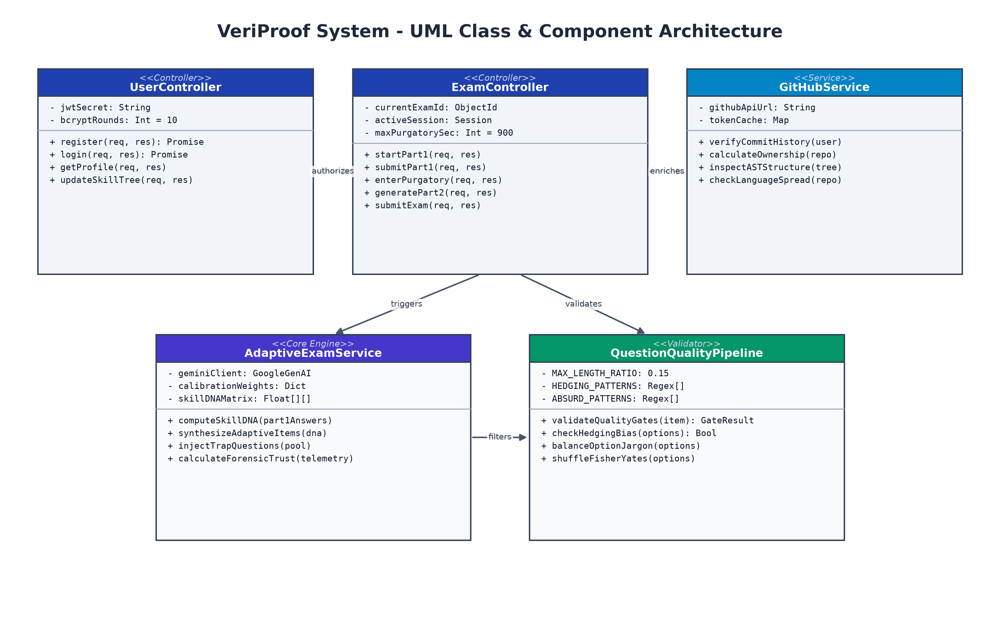 VeriProof System - UML Class & Component Architecture
<<Controller>>
UserController
- jwtSecret: String
- bcryptRounds: Int = 10
+ register(req, res): Promise
+ login(req, res): Promise
+ getProfile(req, res)
+ updateSkillTree(req, res)
authorizes
<<Controller>>
ExamController
- currentExamId: ObjectId
- activeSession: Session
- maxPurgatorySec: Int = 900
+ startPart1(req, res)
+ submitPart1(req, res)
+ enterPurgatory(req, res)
+ generatePart2(req, res)
+ submitExam(req, res)
enriches
<<Service>>
GitHubService
- githubApiUrl: String
- tokenCache: Map
+ verifyCommitHistory(user)
+ calculateOwnership(repo)
+ inspectASTStructure(tree)
+ checkLanguageSpread(repo)
triggers
validates
<<Core Engine>>
AdaptiveExamService
- geminiClient: GoogleGenAI
- calibrationWeights: Dict
- skillDNAMatrix: Float[][]
+ computeSkillDNA(part1Answers)
+ synthesizeAdaptiveItems(dna)
+ injectTrapQuestions(pool)
+ calculateForensicTrust(telemetry)
filters
<<Validator>>
QuestionQualityPipeline
- MAX_LENGTH_RATIO: 0.15
- HEDGING_PATTERNS: Regex[]
- ABSURD_PATTERNS: Regex[]
+ validateQualityGates(item): GateResult
+ checkHedgingBias(options): Bool
+ balanceOptionJargon(options)
+ shuffleFisherYates(options)